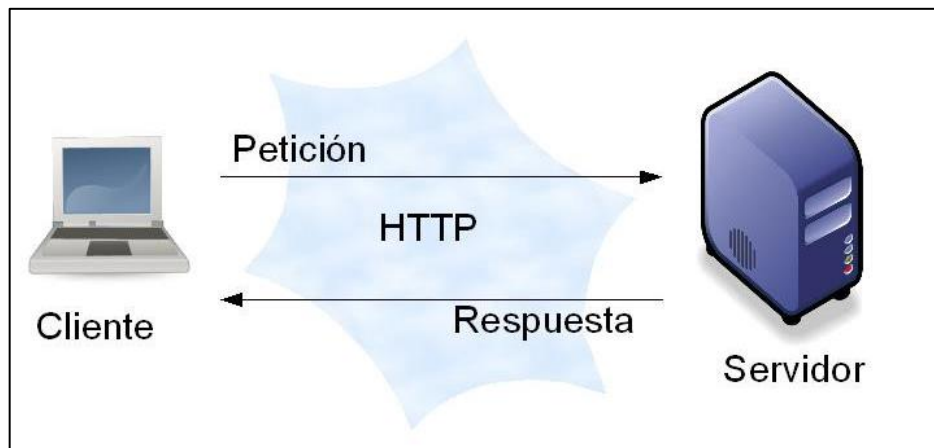 Petición
HTTP
Respuesta
Cliente
Servidor